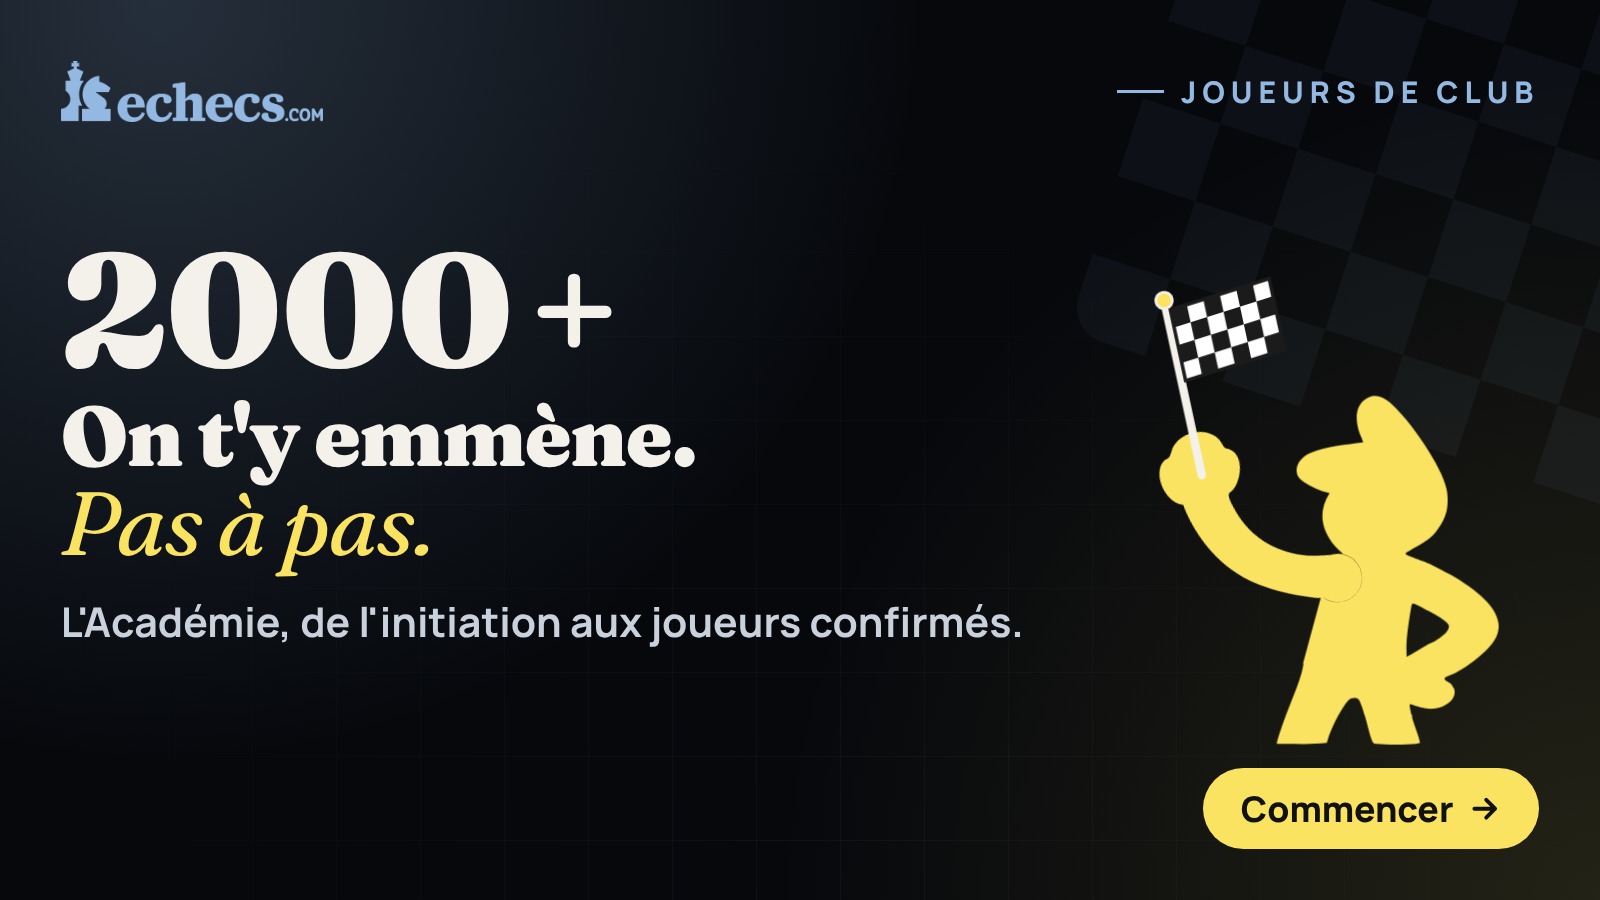 echecs.COM
JOUEURS DE CLUB
2000 +
On t'y emmène.
Pas à pas.
L'Académie, de l'initiation aux joueurs confirmés.
Commencer →